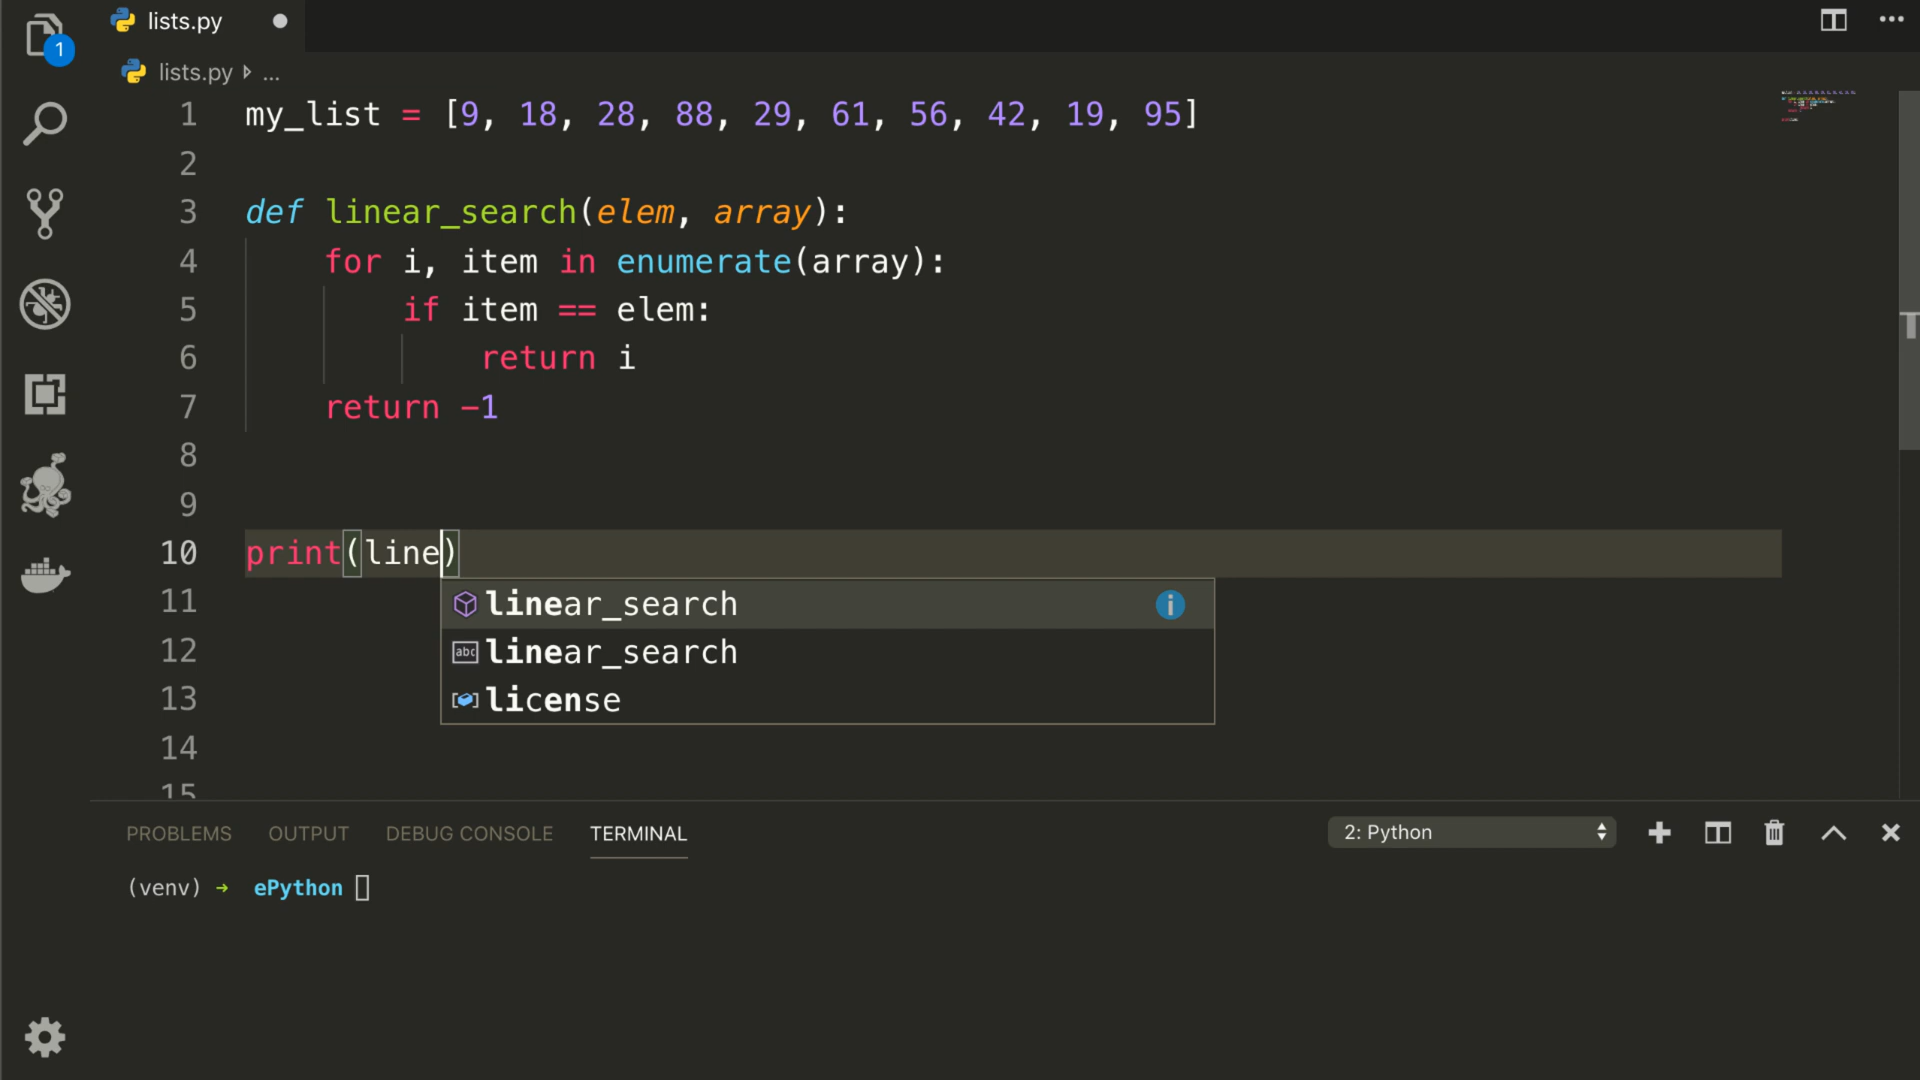 lists.py
1
lists.py ...
1 my_list = [9, 18, 28, 88, 29, 61, 56, 42, 19, 95]
2
3 def linear_search(elem, array):
4     for i, item in enumerate(array):
5         if item == elem:
6             return i
7     return -1
8
9
10 print(line)
11 linear_search
12 abc linear_search
13 license
14
15
PROBLEMS OUTPUT DEBUG CONSOLE TERMINAL 2: Python
(venv) → ePython